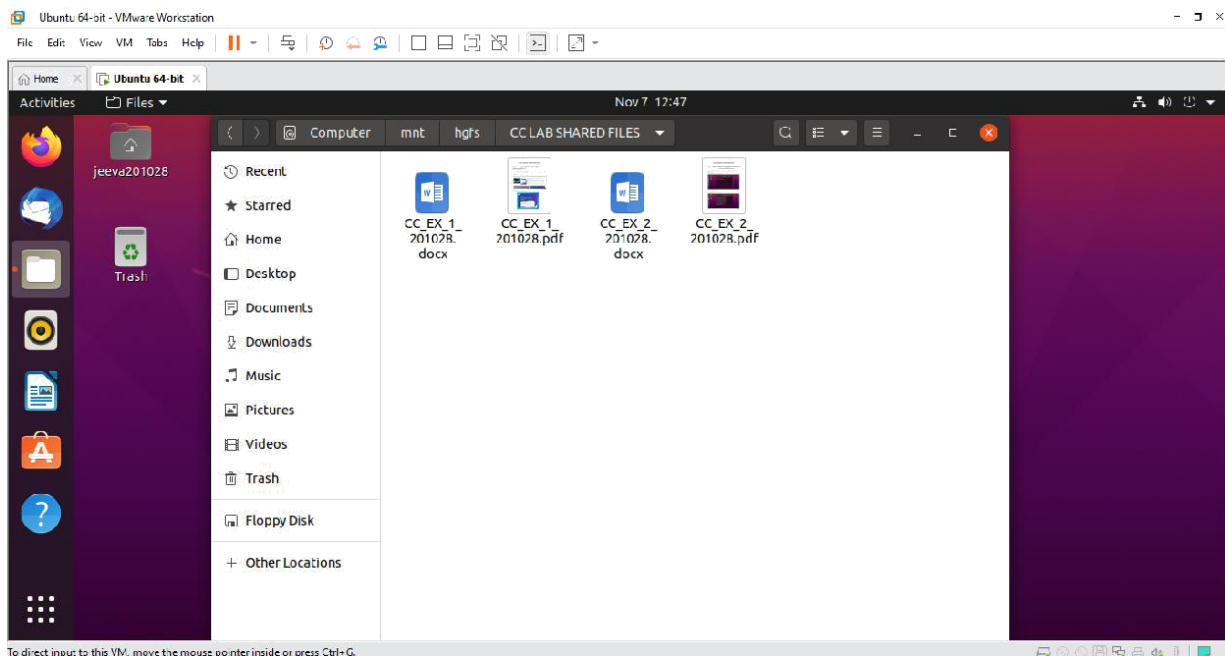 Ubuntu 64-bit - VMware Workstation
File Edit View VM Tabs Help
Home
Ubuntu 64-bit
Activities
Files
Nov 7 12:47
Computer mnt hgfs CC LAB SHARED FILES
jeeva201028
Trash
Recent
Starred
Home
Desktop
Documents
Downloads
Music
Pictures
Videos
Trash
Floppy Disk
+ Other Locations
CC_EX_1_
201028.
docx
CC_EX_1_
201028.pdf
CC_EX_2_
201028.
docx
CC_EX_2_
201028.pdf
To direct input to this VM, move the mouse pointer inside or press Ctrl+G.